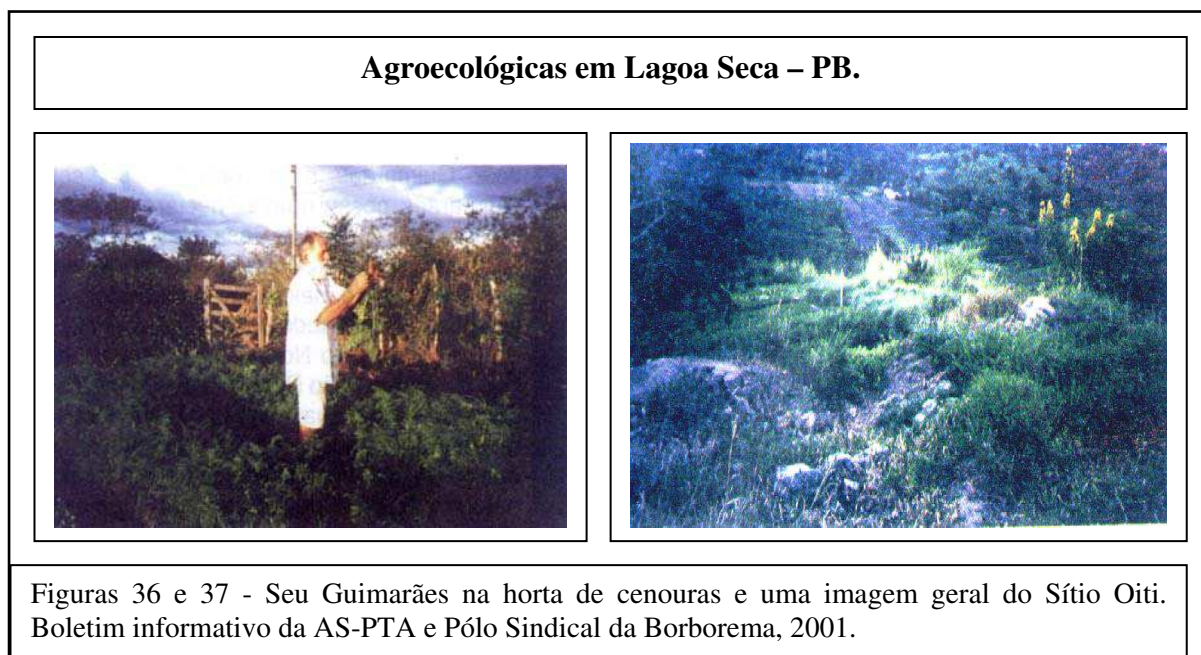 Agroecológicas em Lagoa Seca – PB.
Figuras 36 e 37 - Seu Guimarães na horta de cenouras e uma imagem geral do Sítio Oiti.
Boletim informativo da AS-PTA e Pólo Sindical da Borborema, 2001.